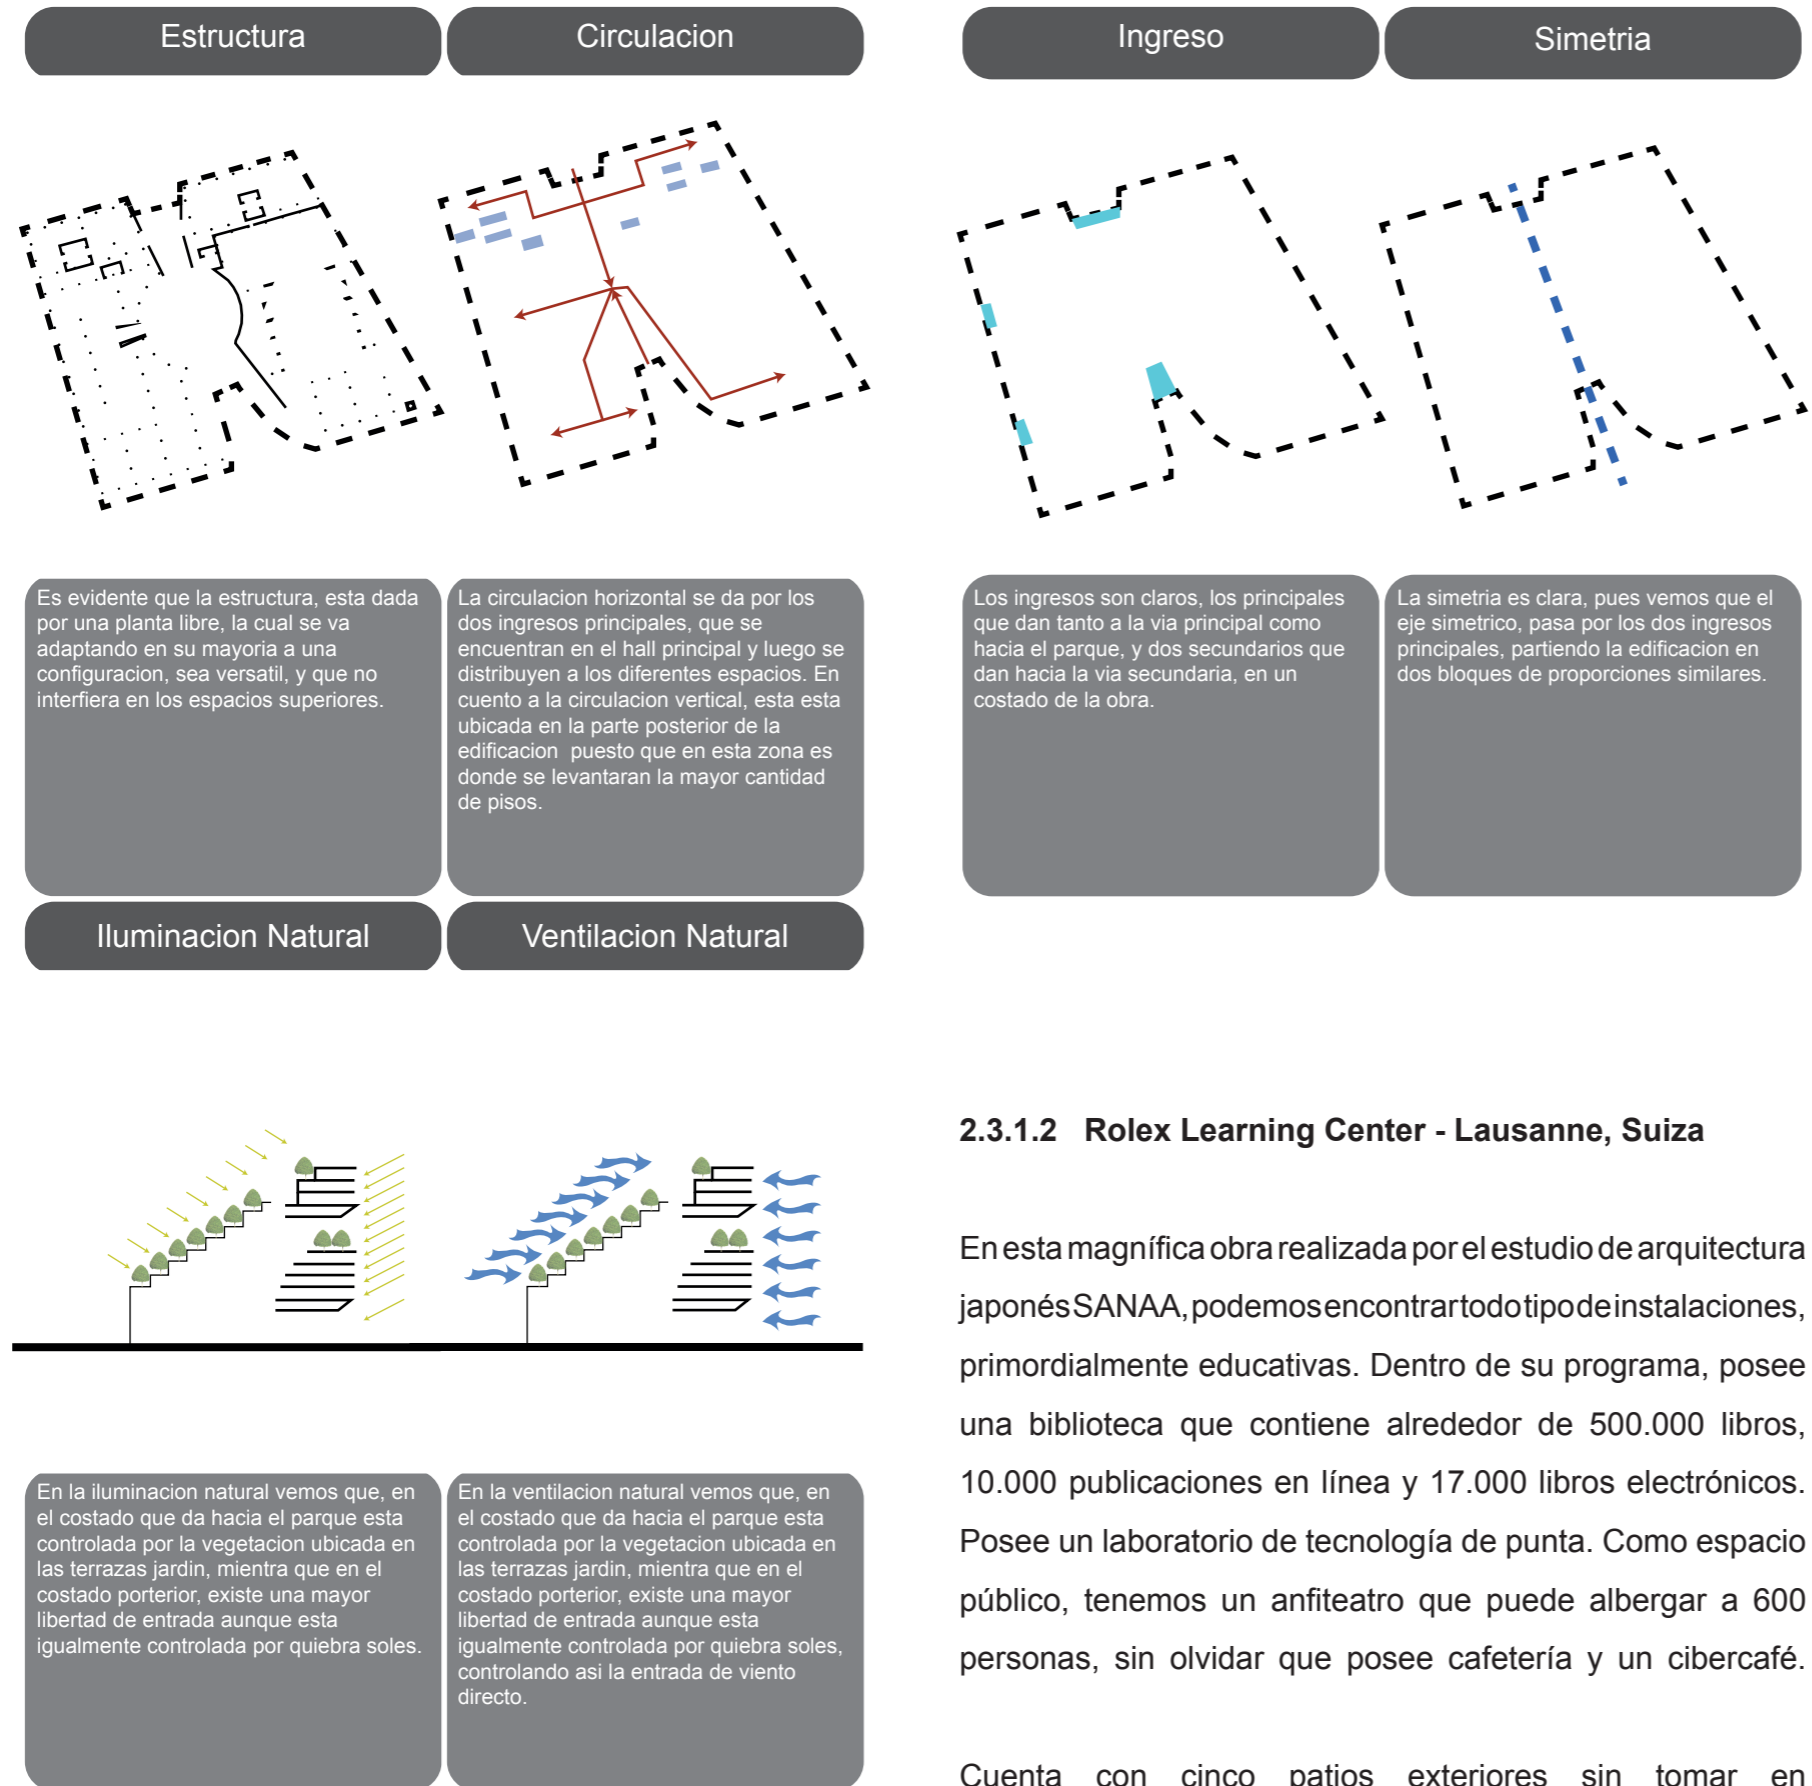 Estructura
Circulacion
Es evidente que la estructura, esta dada
por una planta libre, la cual se va
adaptando en su mayoria a una
configuracion, sea versatil, y que no
interfiera en los espacios superiores.
La circulacion horizontal se da por los
dos ingresos principales, que se
encuentran en el hall principal y luego se
distribuyen a los diferentes espacios. En
cuento a la circulacion vertical, esta esta
ubicada en la parte posterior de la
edificacion  puesto que en esta zona es
donde se levantaran la mayor cantidad
de pisos.
Iluminacion Natural
Ventilacion Natural
En la iluminacion natural vemos que, en
el costado que da hacia el parque esta
controlada por la vegetacion ubicada en
las terrazas jardin, mientra que en el
costado porterior, existe una mayor
libertad de entrada aunque esta
igualmente controlada por quiebra soles.
En la ventilacion natural vemos que, en
el costado que da hacia el parque esta
controlada por la vegetacion ubicada en
las terrazas jardin, mientra que en el
costado porterior, existe una mayor
libertad de entrada aunque esta
igualmente controlada por quiebra soles,
controlando asi la entrada de viento
directo.
Ingreso
Simetria
Los ingresos son claros, los principales
que dan tanto a la via principal como
hacia el parque, y dos secundarios que
dan hacia la via secundaria, en un
costado de la obra.
La simetria es clara, pues vemos que el
eje simetrico, pasa por los dos ingresos
principales, partiendo la edificacion en
dos bloques de proporciones similares.
2.3.1.2 Rolex Learning Center - Lausanne, Suiza
En esta magnífica obra realizada por el estudio de arquitectura
japonés SANAA, podemos encontrar todo tipo de instalaciones,
primordialmente educativas. Dentro de su programa, posee
una biblioteca que contiene alrededor de 500.000 libros,
10.000 publicaciones en línea y 17.000 libros electrónicos.
Posee un laboratorio de tecnología de punta. Como espacio
público, tenemos un anfiteatro que puede albergar a 600
personas, sin olvidar que posee cafetería y un cibercafé.
Cuenta con cinco patios exteriores sin tomar en